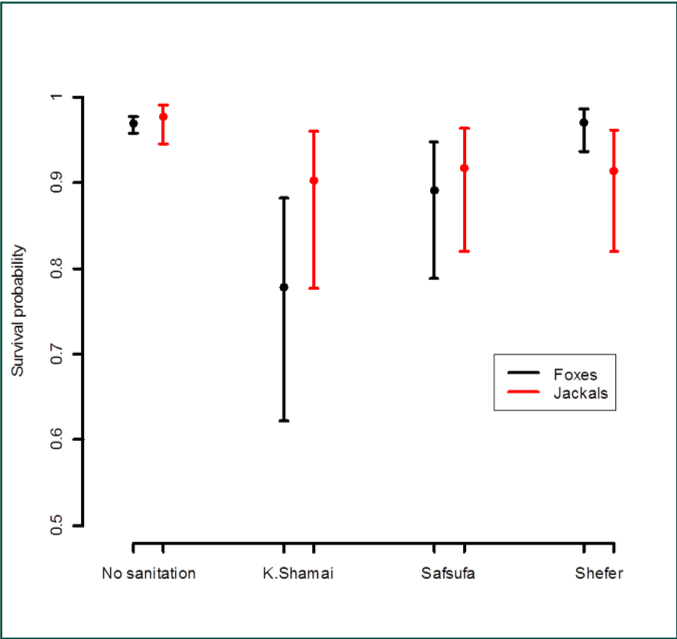 Survival probability
1
0.9
0.8
0.7
0.6
0.5
Foxes
Jackals
No sanitation
K.Shamai
Safsufa
Shefer